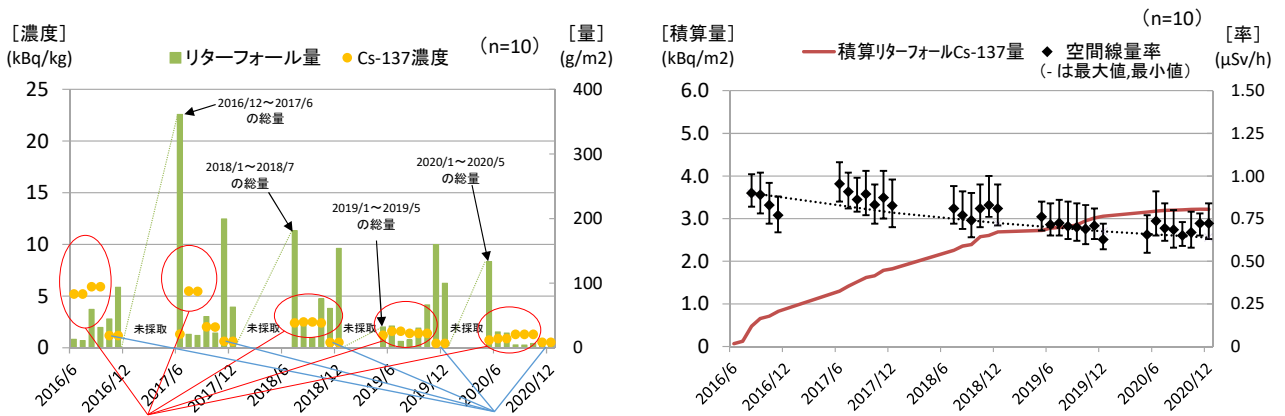 [濃度]
(kBq/kg)
リターフォール量
Cs-137濃度
(n=10)
[量]
(g/m2)
25
20
15
10
5
0
400
300
200
100
0
2016/12～2017/6
の総量
2018/1～2018/7
の総量
2019/1～2019/5
の総量
2020/1～2020/5
の総量
未採取
未採取
未採取
未採取
2016/6
2016/12
2017/6
2017/12
2018/6
2018/12
2019/6
2019/12
2020/6
2020/12
(n=10)
[積算量]
(kBq/m2)
積算リターフォールCs-137量
空間線量率
(- は最大値,最小値)
[率]
(μSv/h)
6.0
5.0
4.0
3.0
2.0
1.0
0.0
1.50
1.25
1.00
0.75
0.50
0.25
0
2016/6
2016/12
2017/6
2017/12
2018/6
2018/12
2019/6
2019/12
2020/6
2020/12